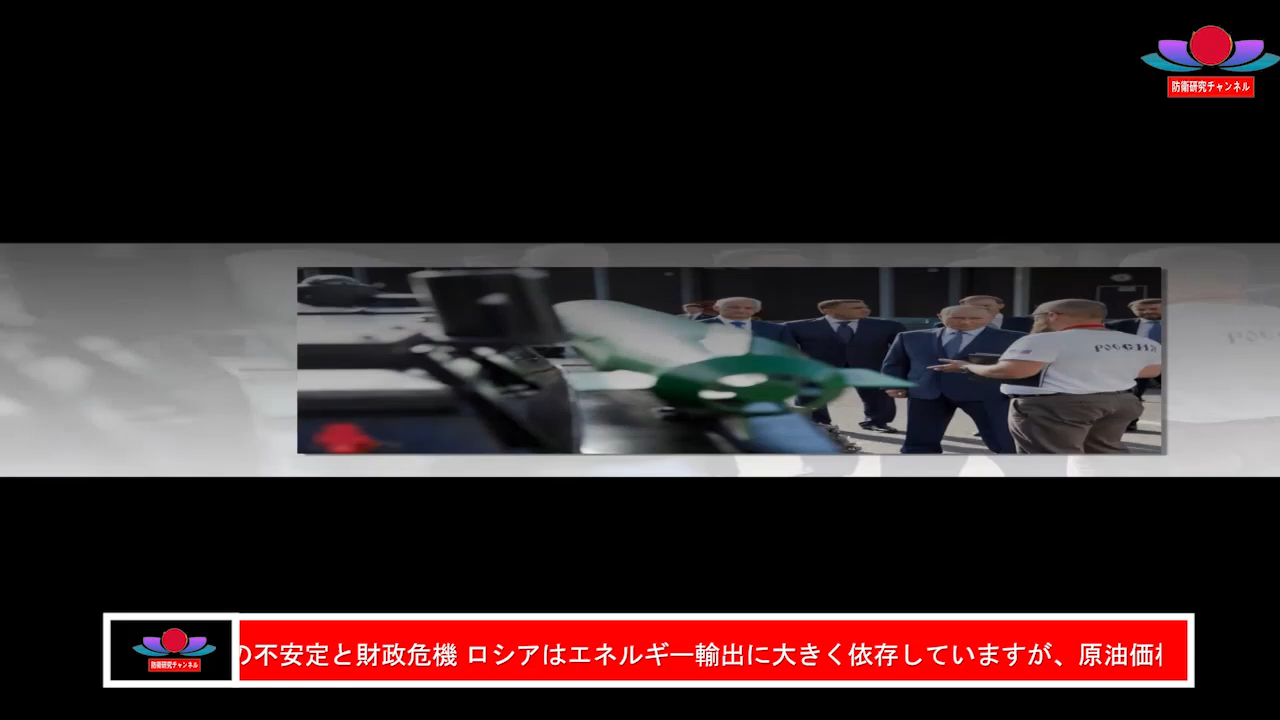 防衛研究チャンネル
РОССИЯ
防衛研究チャンネル
の不安定と財政危機 ロシアはエネルギー輸出に大きく依存していますが、原油価